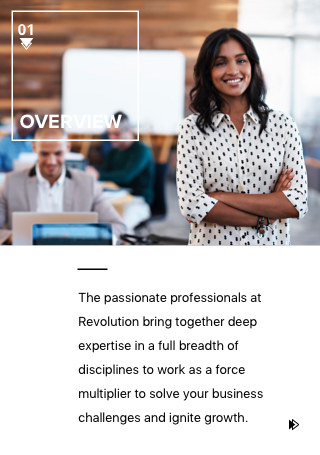 01
OVERVIEW
The passionate professionals at
Revolution bring together deep
expertise in a full breadth of
disciplines to work as a force
multiplier to solve your business
challenges and ignite growth.